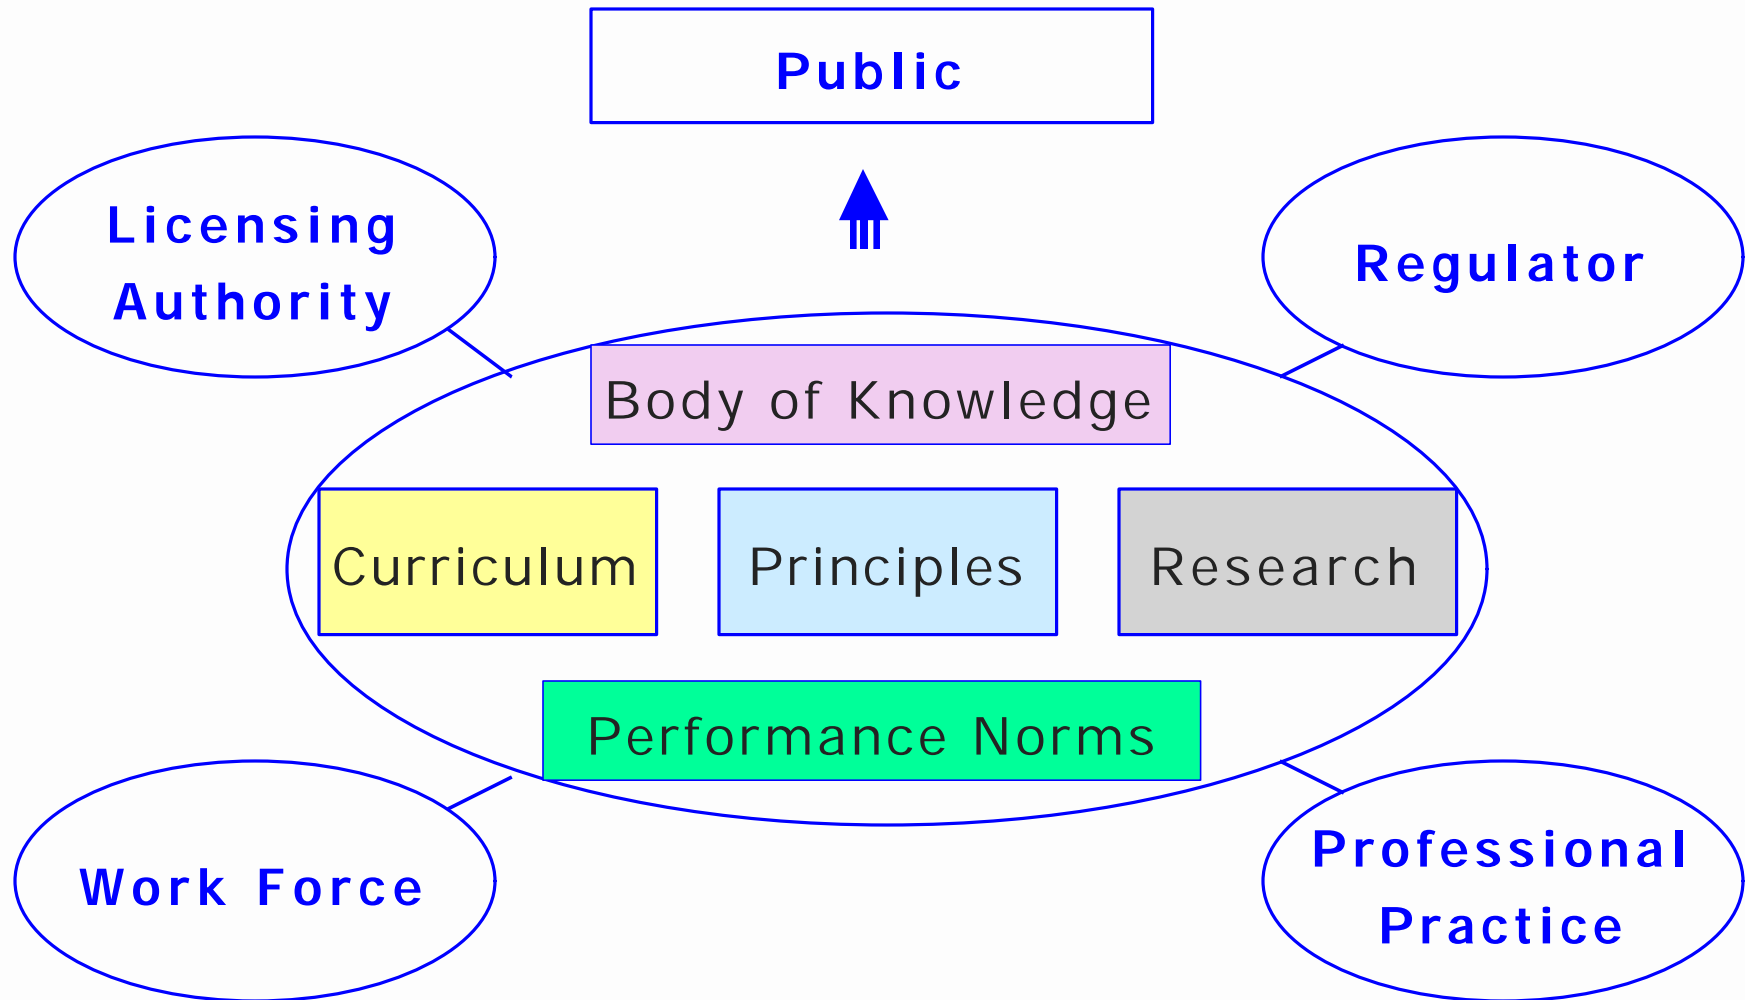 Public
Licensing
Authority
Regulator
Body of Knowledge
Curriculum
Principles
Research
Performance Norms
Work Force
Professional
Practice